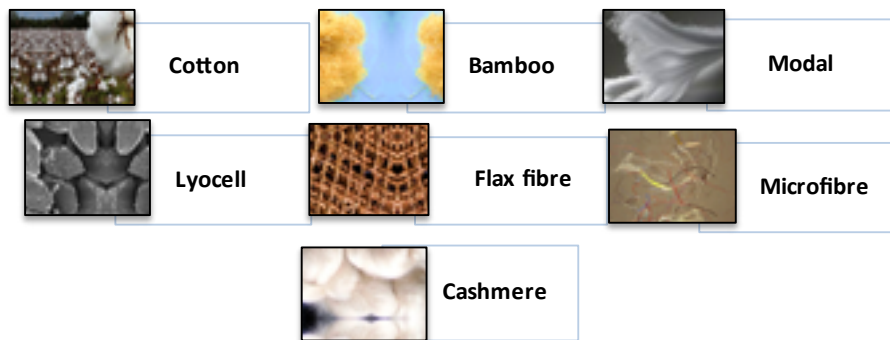 Cotton
Bamboo
Modal
Lyocell
Flax fibre
Microfibre
Cashmere